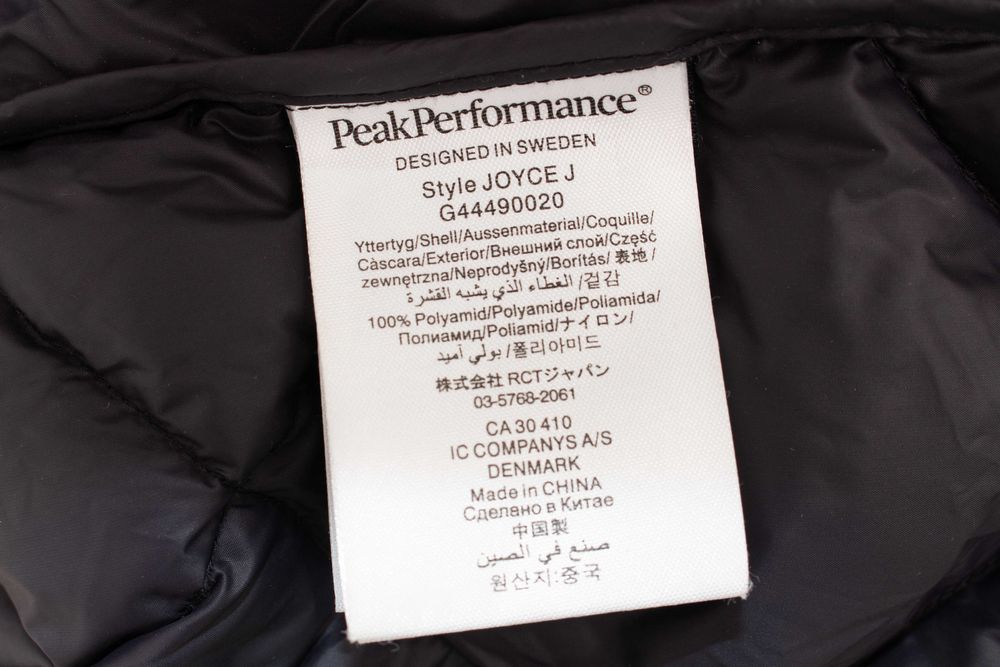 PeakPerformance®
DESIGNED IN SWEDEN
Style JOYCE J
G44490020
Yttertyg/Shell/Aussenmaterial/Coquille/
Càscara/Exterior/Внешний слой/Część
zewnętrzna/Neprodyšný/Borítás/ 表地 /
겉감/ الغطاء الذي يشبه القشرة
100% Polyamid/Polyamide/Poliamida/
Полиамид/Poliamid/ナイロン/
폴리아미드/ بولي أميد
株式会社 RCTジャパン
03-5768-2061
CA 30 410
IC COMPANYS A/S
DENMARK
Made in CHINA
Сделано в Китае
中国製
صنع في الصين
원산지:중국